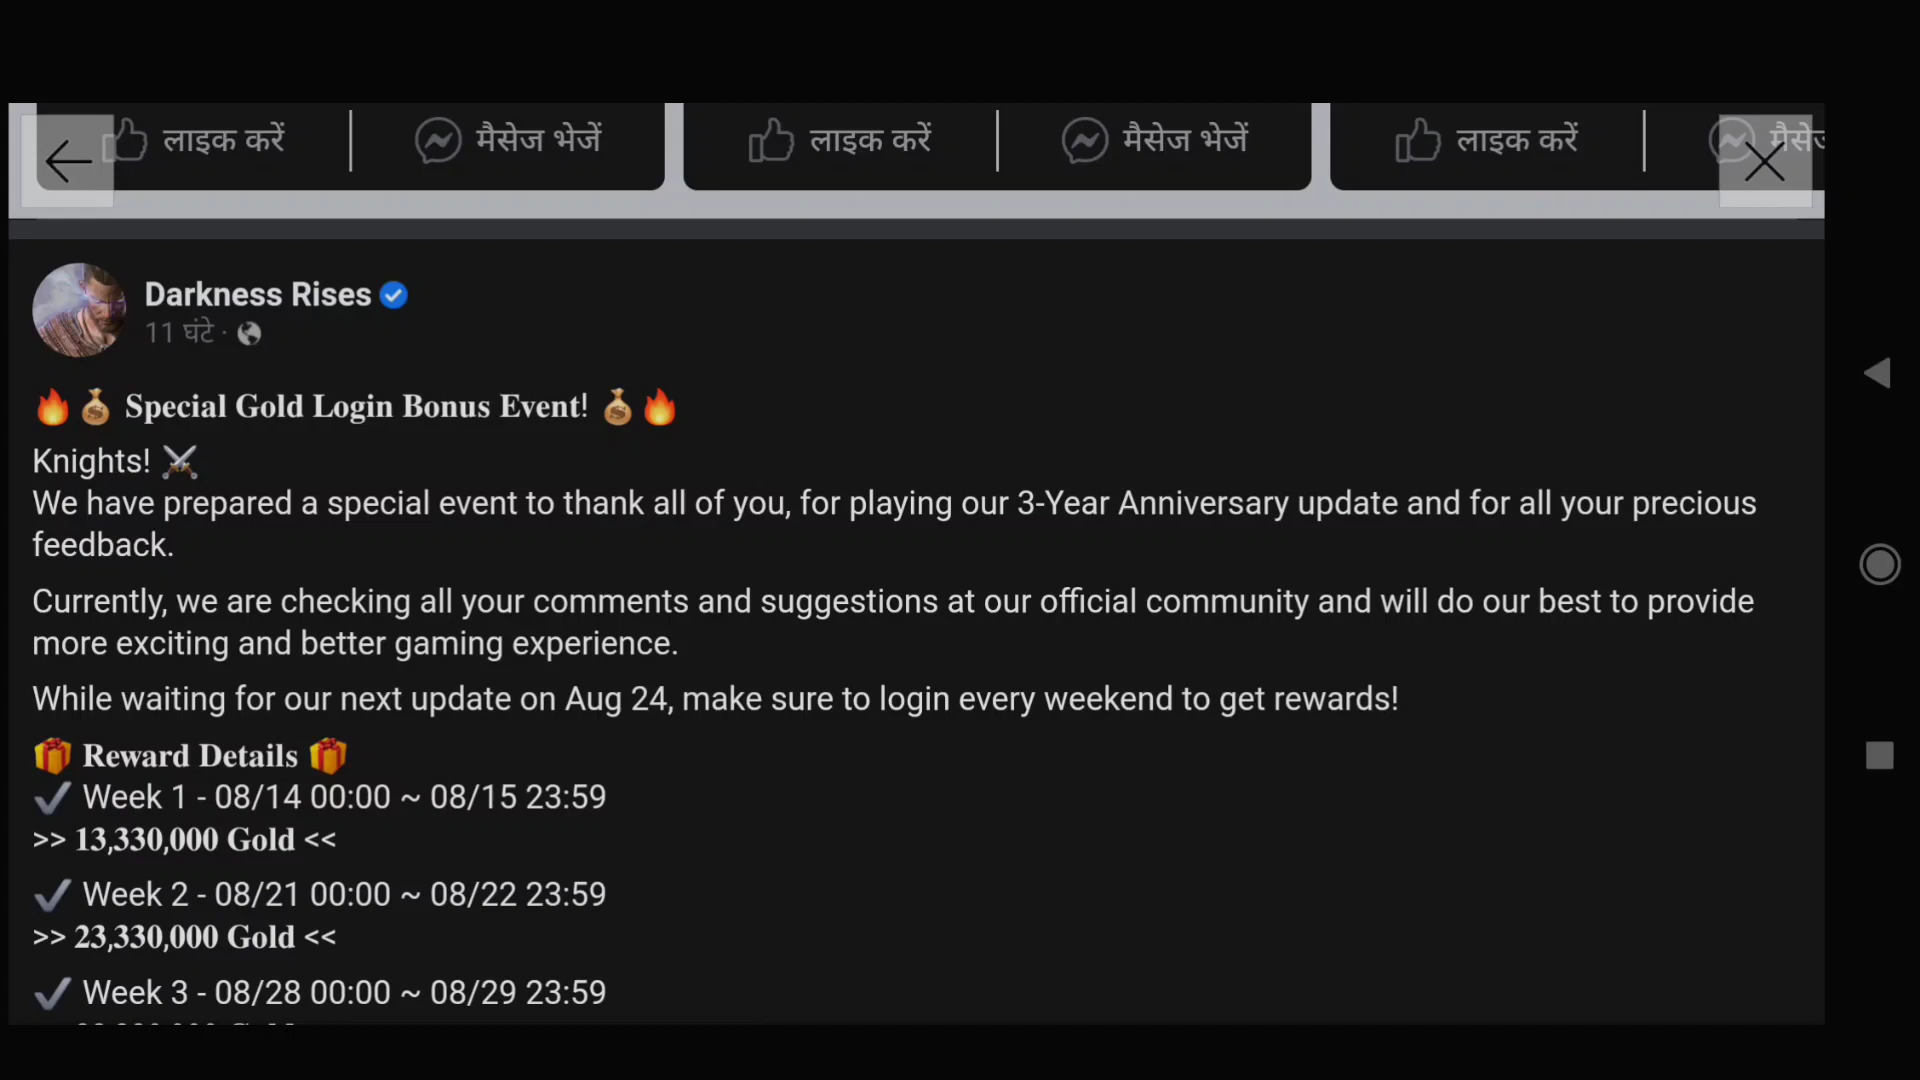 लाइक करें मैसेज भेजें लाइक करें मैसेज भेजें लाइक करें
Darkness Rises
11 घंटे ·
🔥💰 Special Gold Login Bonus Event! 💰🔥
Knights! ⚔️
We have prepared a special event to thank all of you, for playing our 3-Year Anniversary update and for all your precious
feedback.
Currently, we are checking all your comments and suggestions at our official community and will do our best to provide
more exciting and better gaming experience.
While waiting for our next update on Aug 24, make sure to login every weekend to get rewards!
🎁 Reward Details 🎁
✔️ Week 1 - 08/14 00:00 ~ 08/15 23:59
>> 13,330,000 Gold <<
✔️ Week 2 - 08/21 00:00 ~ 08/22 23:59
>> 23,330,000 Gold <<
✔️ Week 3 - 08/28 00:00 ~ 08/29 23:59